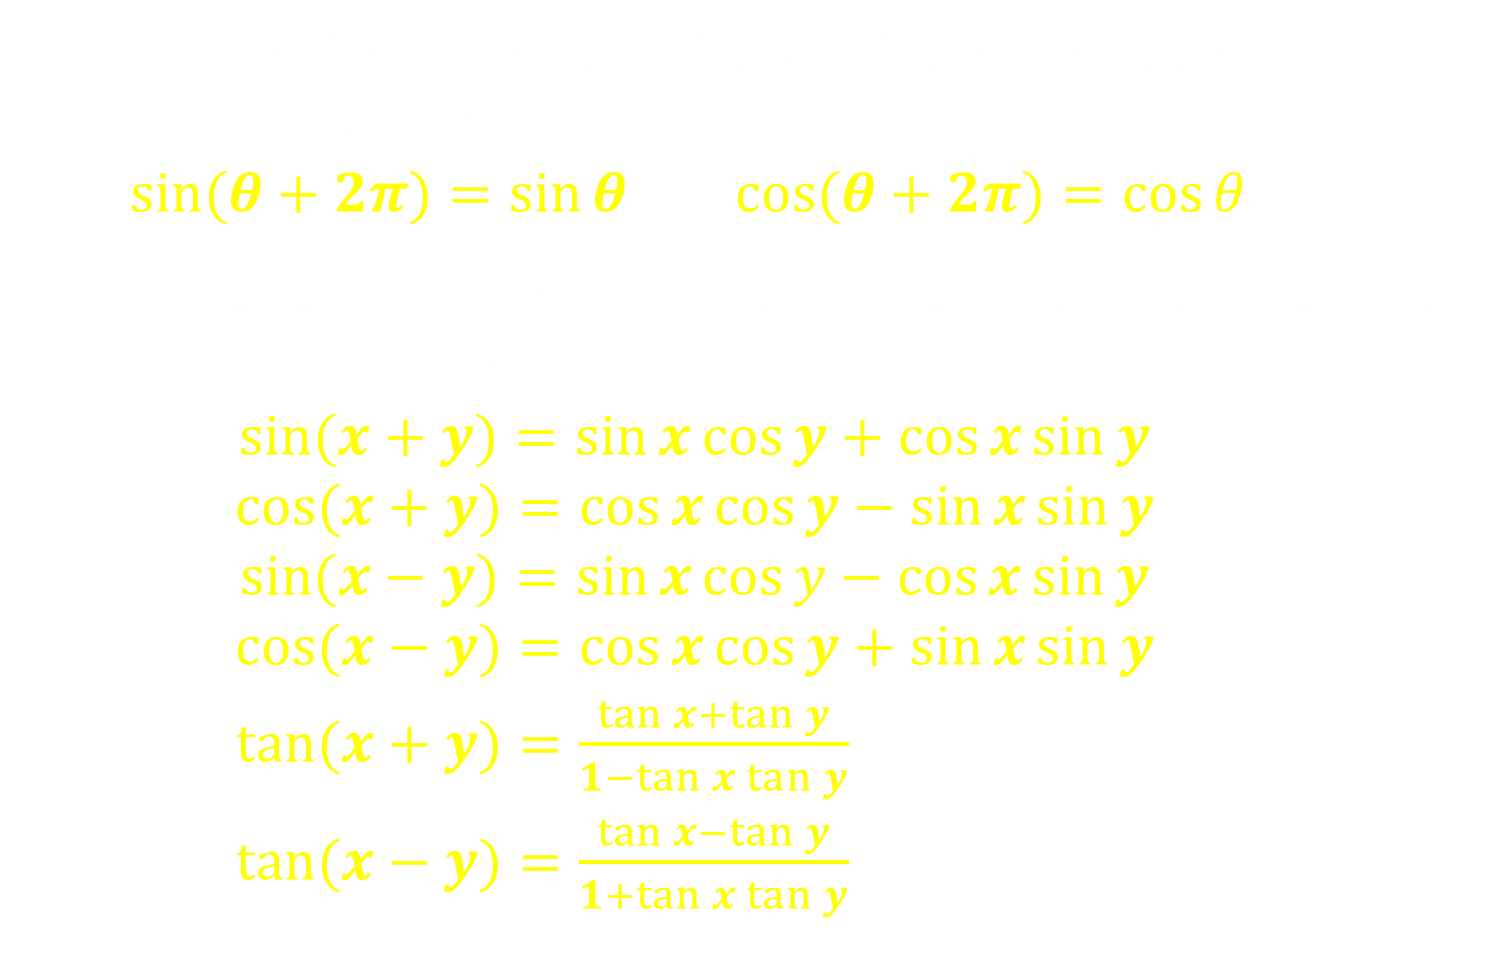 sin(θ + 2π) = sin θ cos(θ + 2π) = cos θ
sin(x + y) = sin x cos y + cos x sin y
cos(x + y) = cos x cos y − sin x sin y
sin(x − y) = sin x cos y − cos x sin y
cos(x − y) = cos x cos y + sin x sin y
tan(x + y) = \frac{tan x+tan y}{1−tan x tan y}
tan(x − y) = \frac{tan x−tan y}{1+tan x tan y}